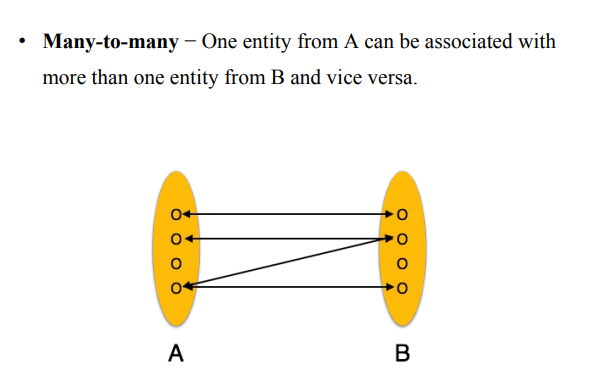 • Many-to-many − One entity from A can be associated with
more than one entity from B and vice versa.
A
B